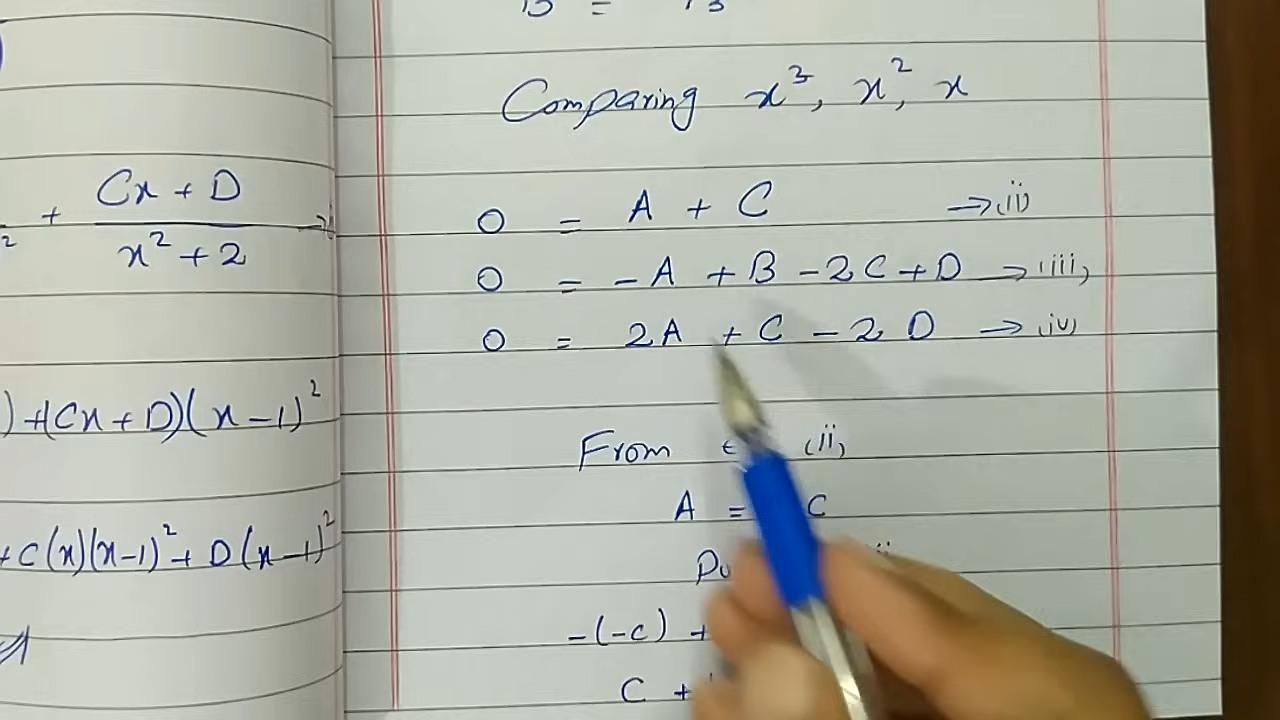 + Cx + D / x² + 2
) + (Cx + D)(x - 1)²
+ C(x)(x-1)² + D(x-1)²
Comparing x³, x², x
0 = A + C → (ii)
0 = -A + B - 2C + D → (iii)
0 = 2A + C - 2D → (iv)
From (ii)
A = C
-(-c) +
C +